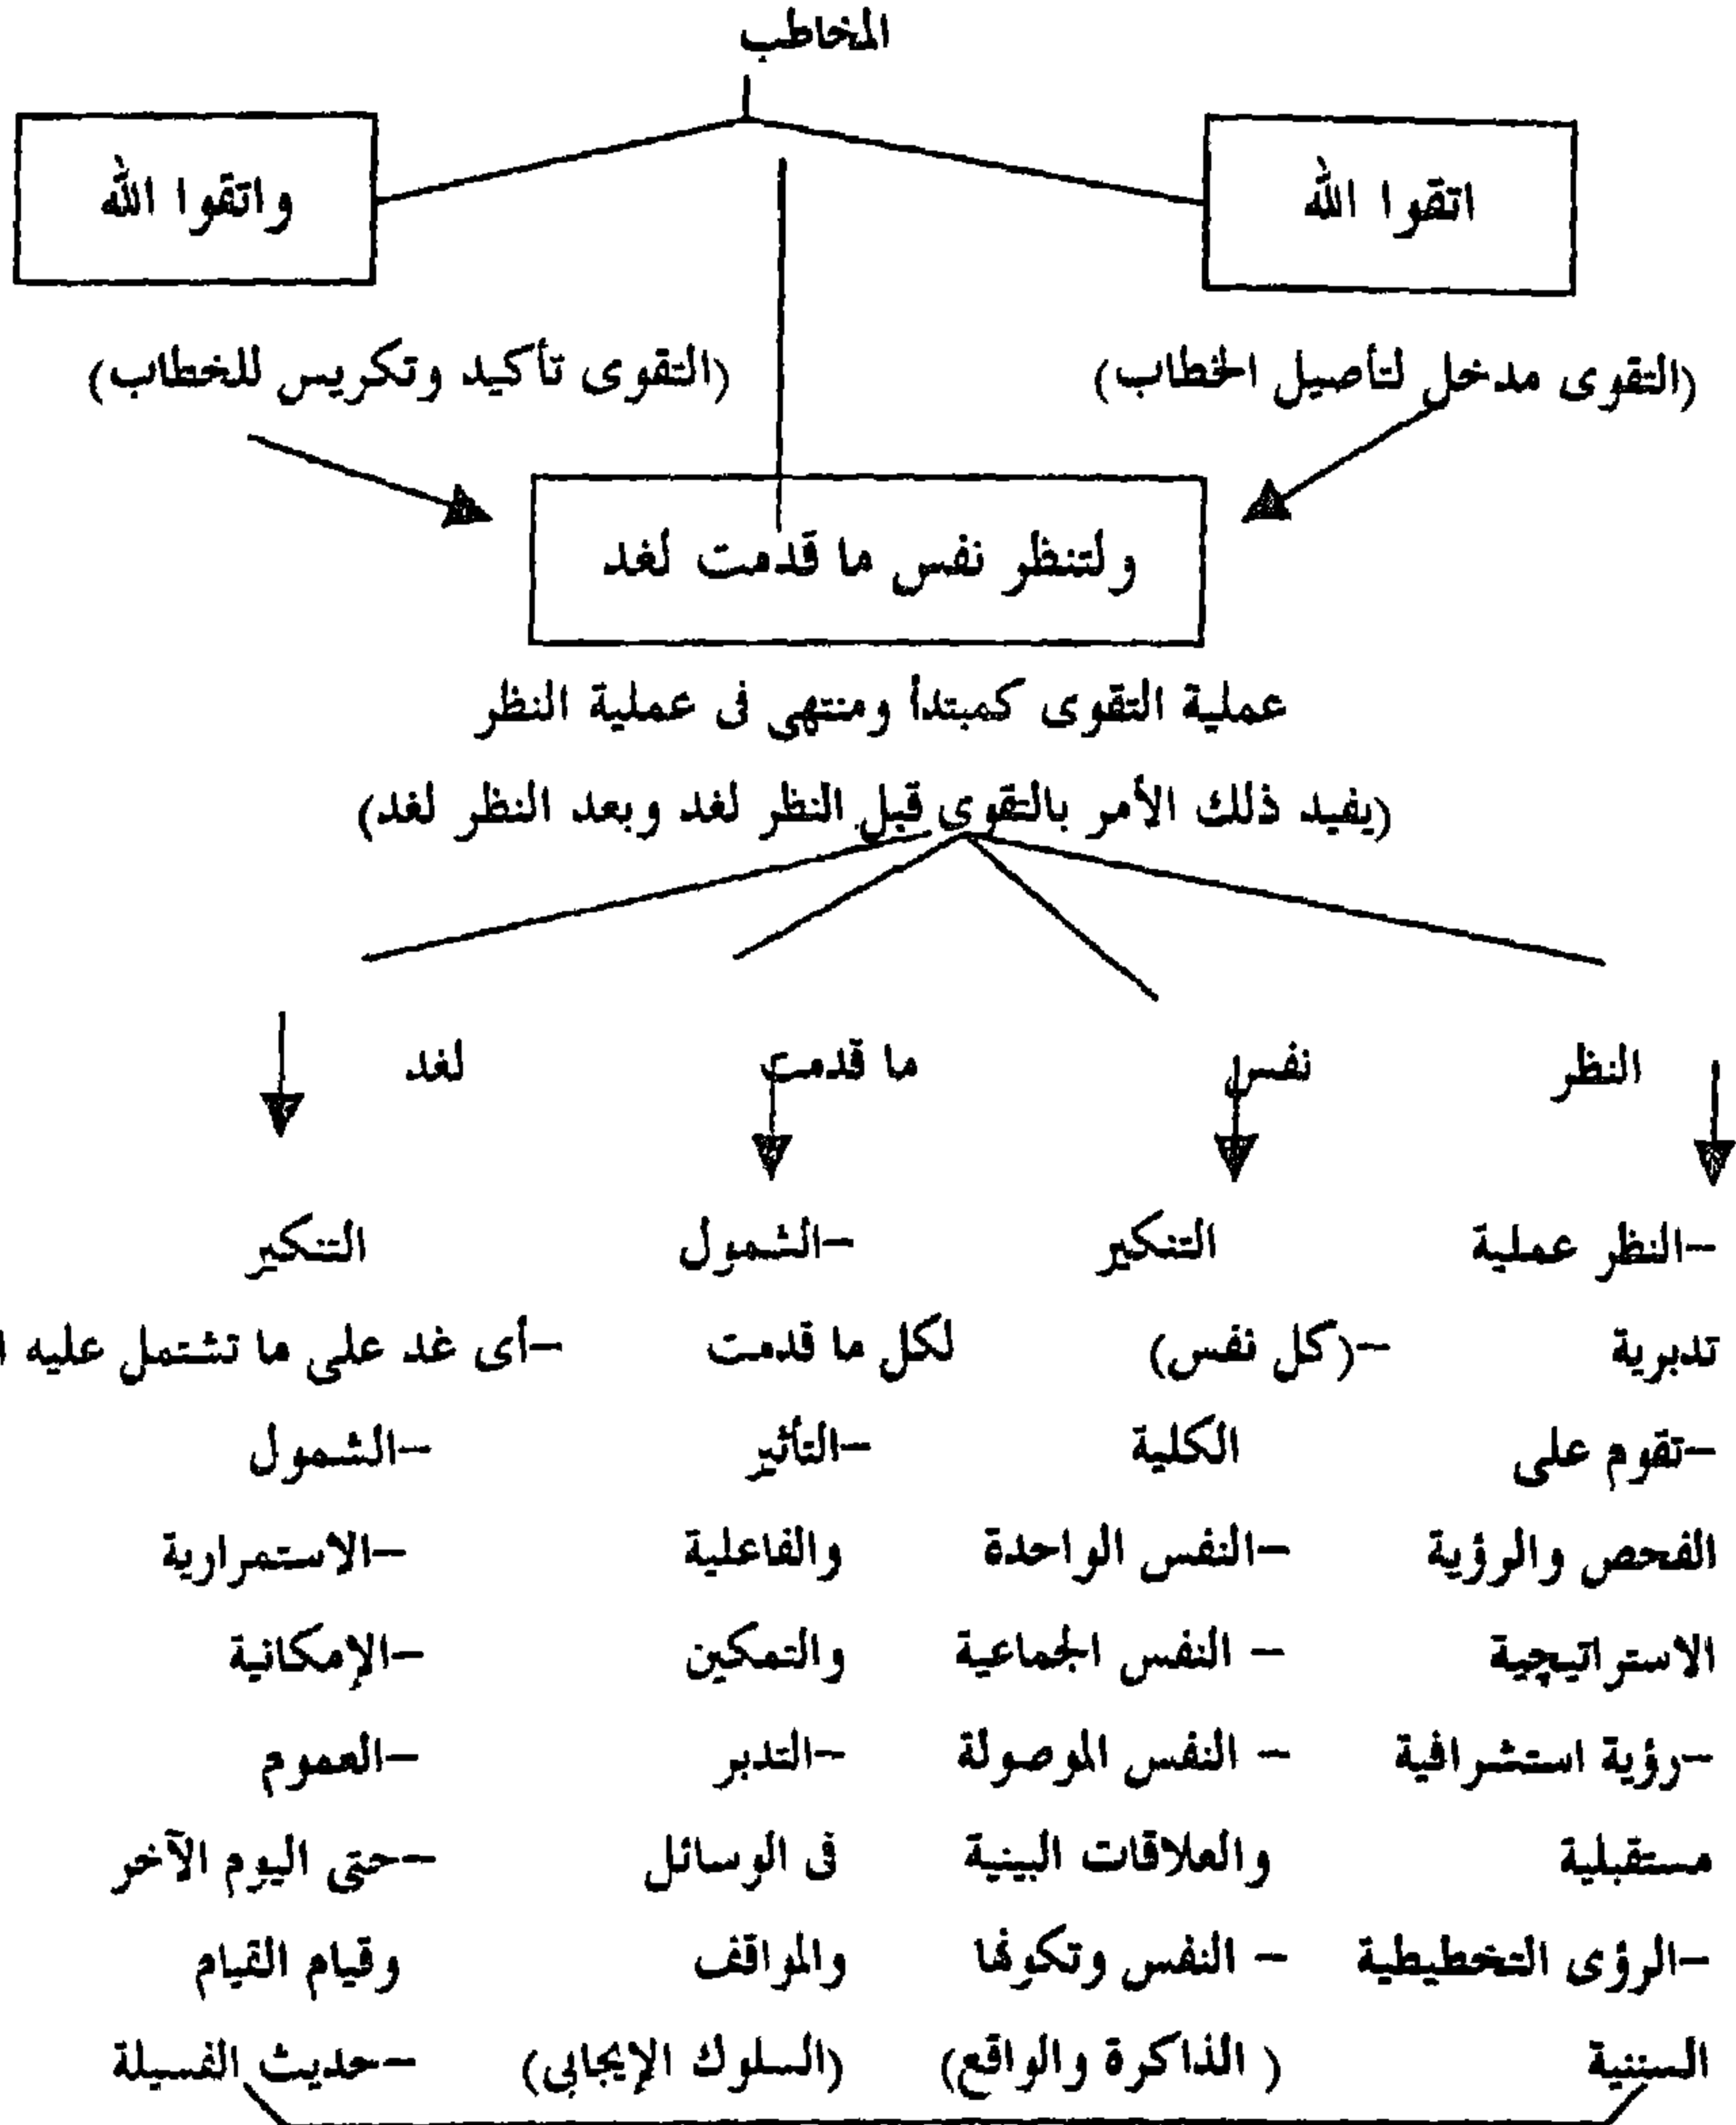 المخاطب
اتقوا الله
واتقوا الله
(التقوى مدخل لتأصيل الخطاب)
(التقوى تأكيد وتكريس للخطاب)
ولتنظر نفس ما قدمت لغد
عملية التقوى كمبتدأ ومنتهى فى عملية النظر
(يفيد ذلك الأمر بالتقوى قبل النظر لغد وبعد النظر لغد)
النظر
نفس
ما قدمت
لغد
-النظر عملية
التنكير
-الشمول
التنكير
تدبرية
-(كل نفس)
لكل ما قدمت
-أى غد على ما تشتمل عليه
-تقوم على
الكلية
-التأثير
-الشمول
الفحص والرؤية
-النفس الواحدة
والفاعلية
-الاستمرارية
الاستراتيجية
- النفس الجماعية
والتمكين
-الإمكانية
-رؤية استشرافية
- النفس الموصولة
-التدبر
-العموم
مستقبلية
والعلاقات البينية
فى الوسائل
-حتى اليوم الآخر
-الرؤى التخطيطية
- النفس وتكونها
والمواقف
وقيام القيام
السننية
( الذاكرة والواقع)
(السلوك الإيجابي)
-حديث الفسيلة